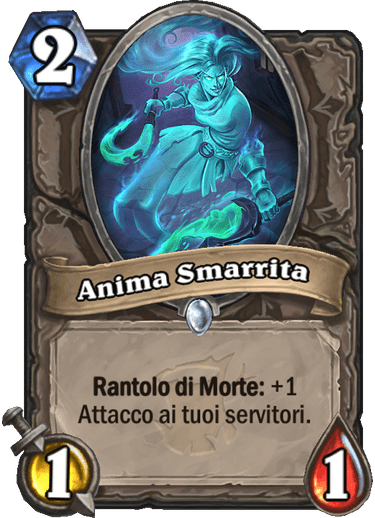 2
Anima Smarrita
Rantolo di Morte: +1
Attacco ai tuoi servitori.
1
1